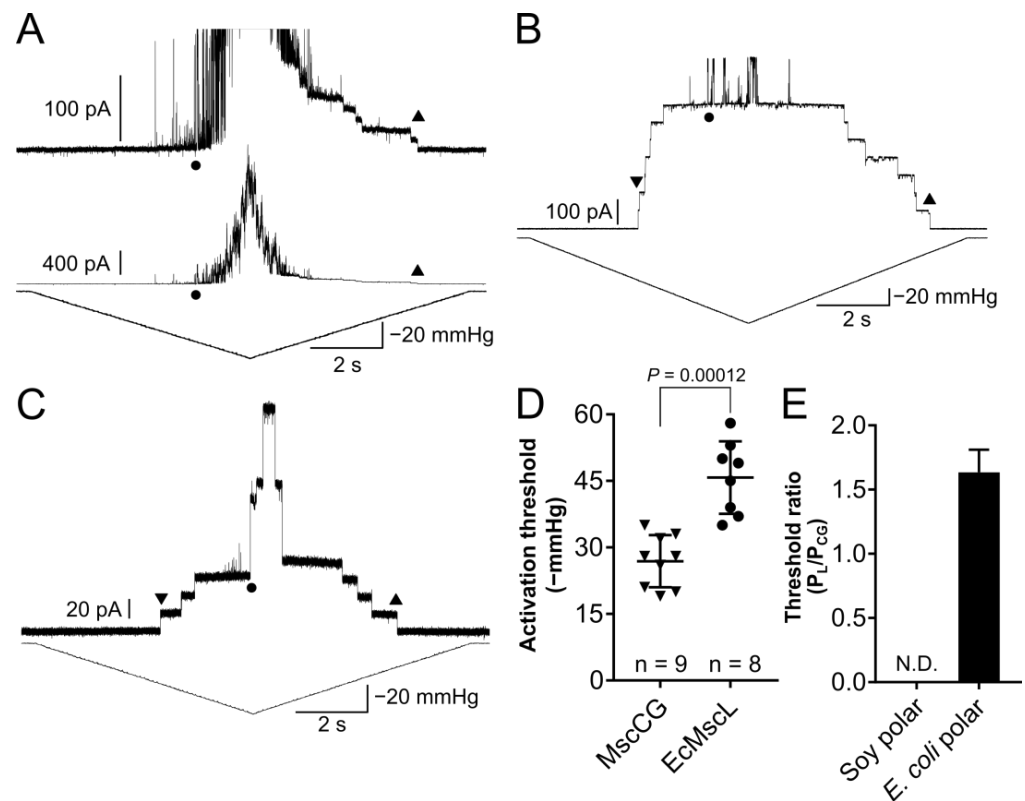 A
100 pA
400 pA
−20 mmHg
2 s
B
100 pA
−20 mmHg
2 s
C
20 pA
−20 mmHg
2 s
D
P = 0.00012
Activation threshold
(−mmHg)
60
45
30
15
0
n = 9
n = 8
MscCG
EcMscL
E
Threshold ratio
(PL/PCG)
2.0
1.5
1.0
0.5
0.0
N.D.
Soy polar
E. coli polar